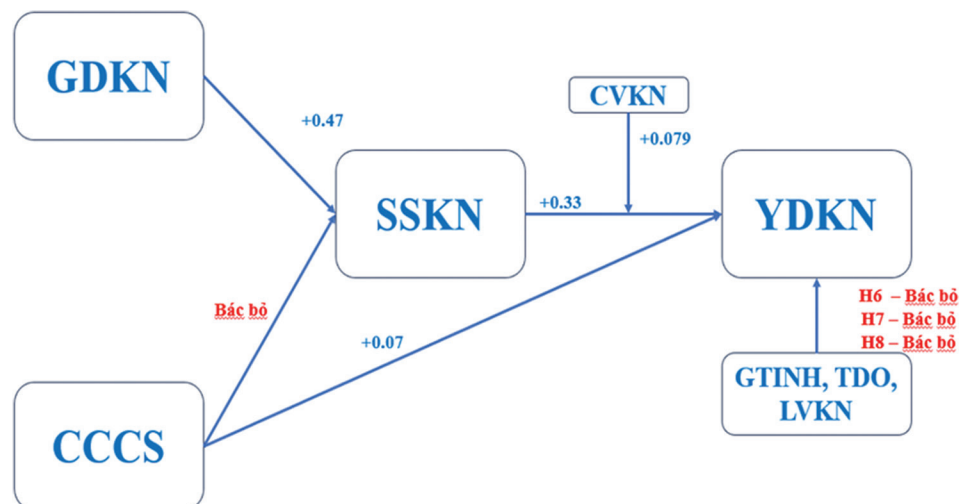 GDKN
+0.47
CVKN
+0.079
SSKN
+0.33
YDKN
Bác bỏ
+0.07
H6 – Bác bỏ
H7 – Bác bỏ
H8 – Bác bỏ
GTINH, TDO,
LVKN
CCCS